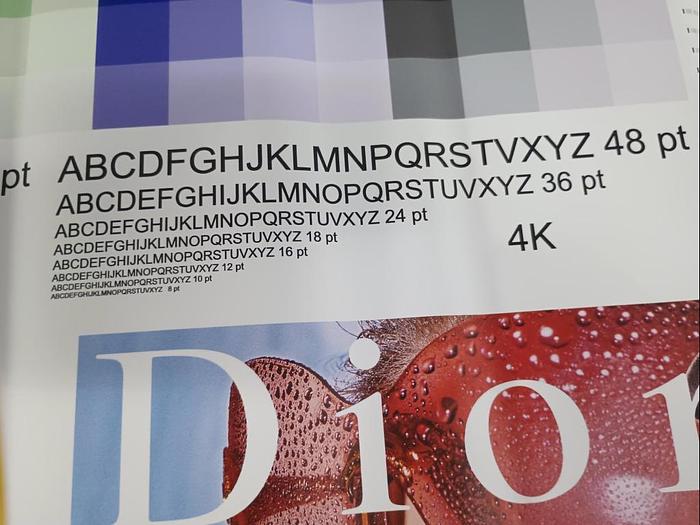 pt ABCDFGHJKLMNPQRSTVXYZ 48 pt
ABCDEFGHIJKLMNOPQRSTUVXYZ 36 pt
ABCDEFGHIJKLMNOPQRSTUVXYZ 24 pt
ABCDEFGHIJKLMNOPQRSTUVXYZ 18 pt
ABCDEFGHIJKLMNOPQRSTUVXYZ 16 pt
ABCDEFGHIJKLMNOPQRSTUVXYZ 12 pt
ABCDEFGHIJKLMNOPQRSTUVXYZ 10 pt
ABCDEFGHIJKLMNOPQRSTUVXYZ 8 pt
4K
Dior